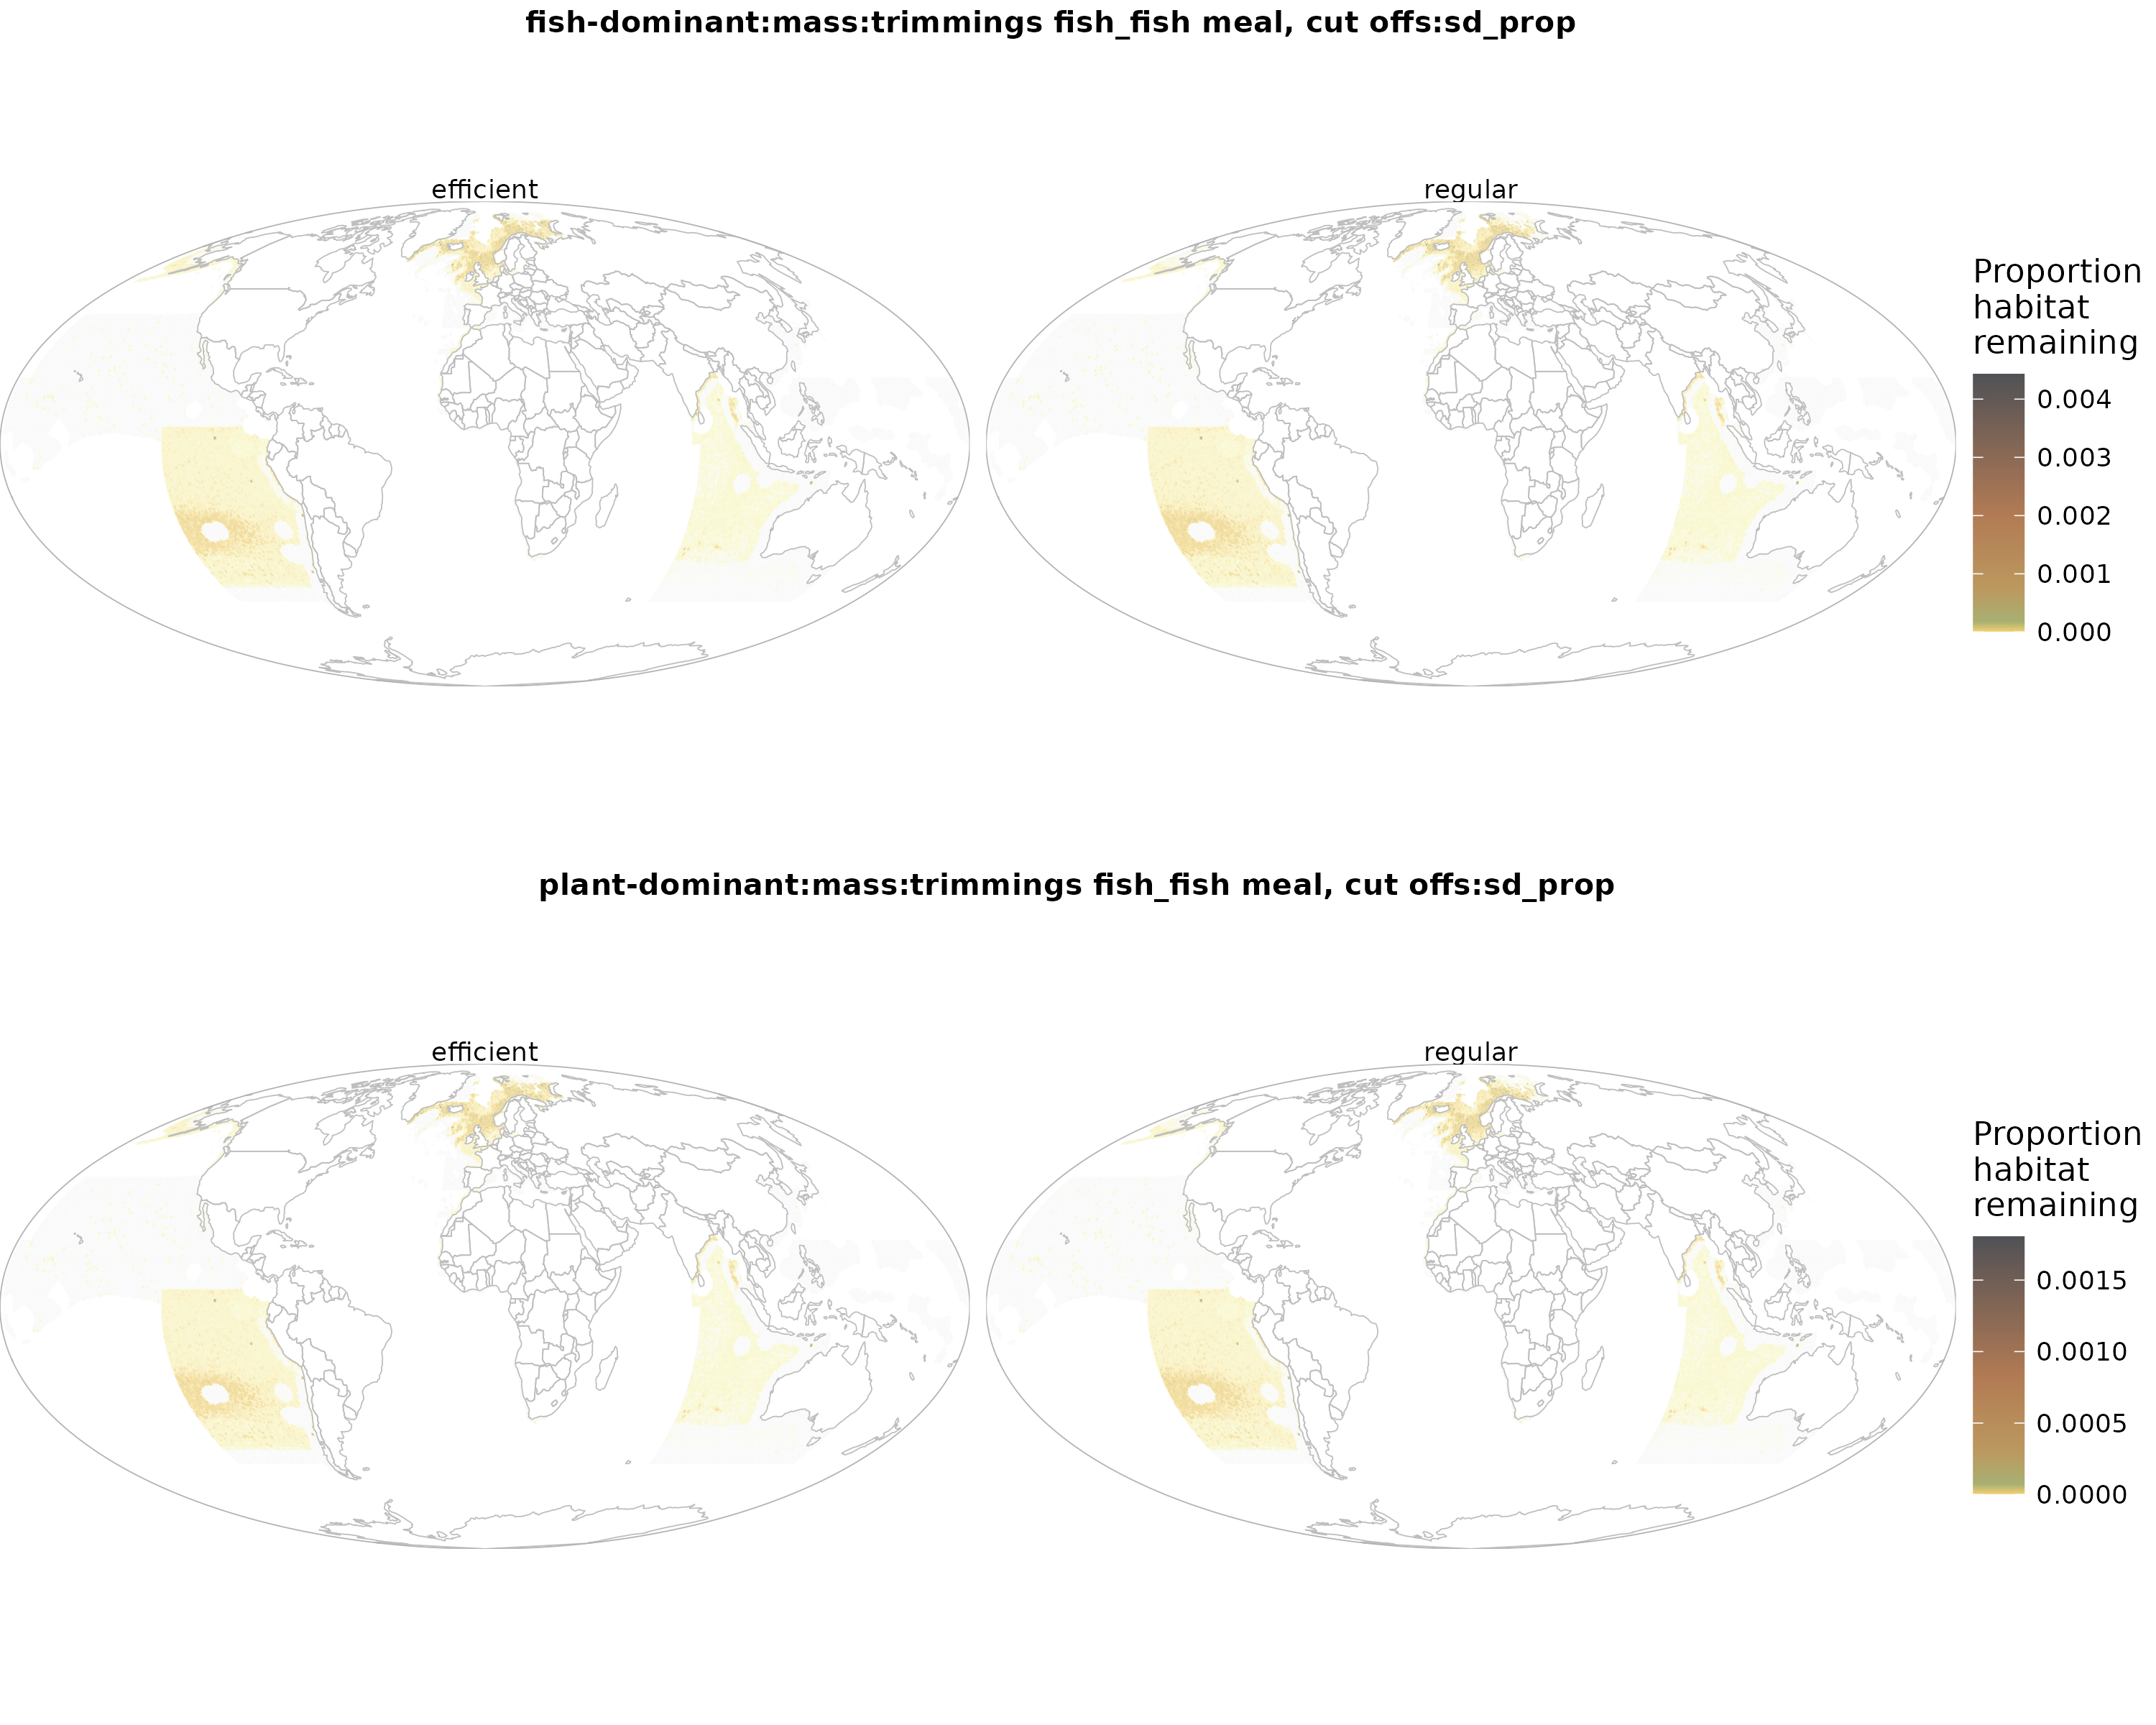 fish-dominant:mass:trimmings fish_fish meal, cut offs:sd_prop
efficient
regular
Proportion
habitat
remaining
0.004
0.003
0.002
0.001
0.000
plant-dominant:mass:trimmings fish_fish meal, cut offs:sd_prop
efficient
regular
Proportion
habitat
remaining
0.0015
0.0010
0.0005
0.0000